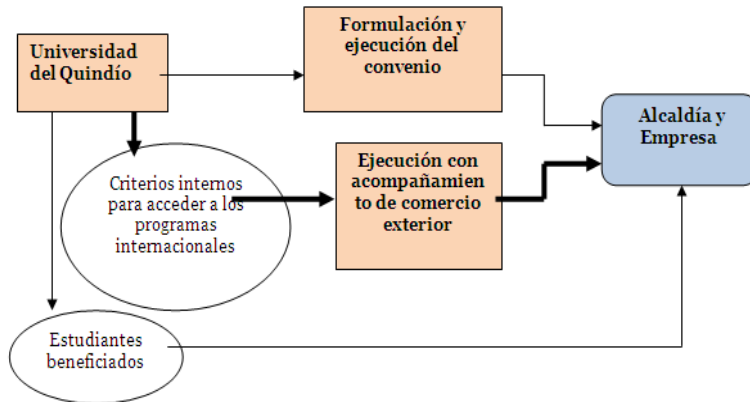 Universidad
del Quindío
Formulación y
ejecución del
convenio
Alcaldía y
Empresa
Criterios internos
para acceder a los
programas
internacionales
Ejecución con
acompañamien
to de comercio
exterior
Estudiantes
beneficiados